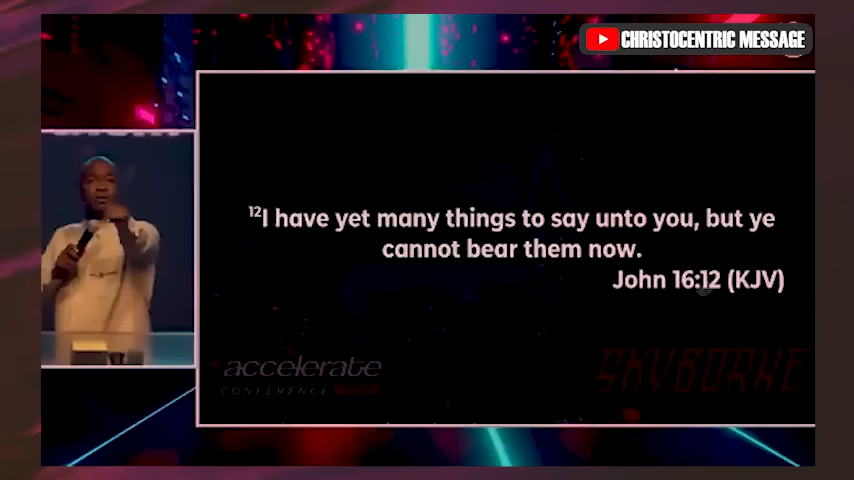 CHRISTOCENTRIC MESSAGE
12I have yet many things to say unto you, but ye
cannot bear them now.
John 16:12 (KJV)
accelerate
CONFERENCE
SKYBORNE